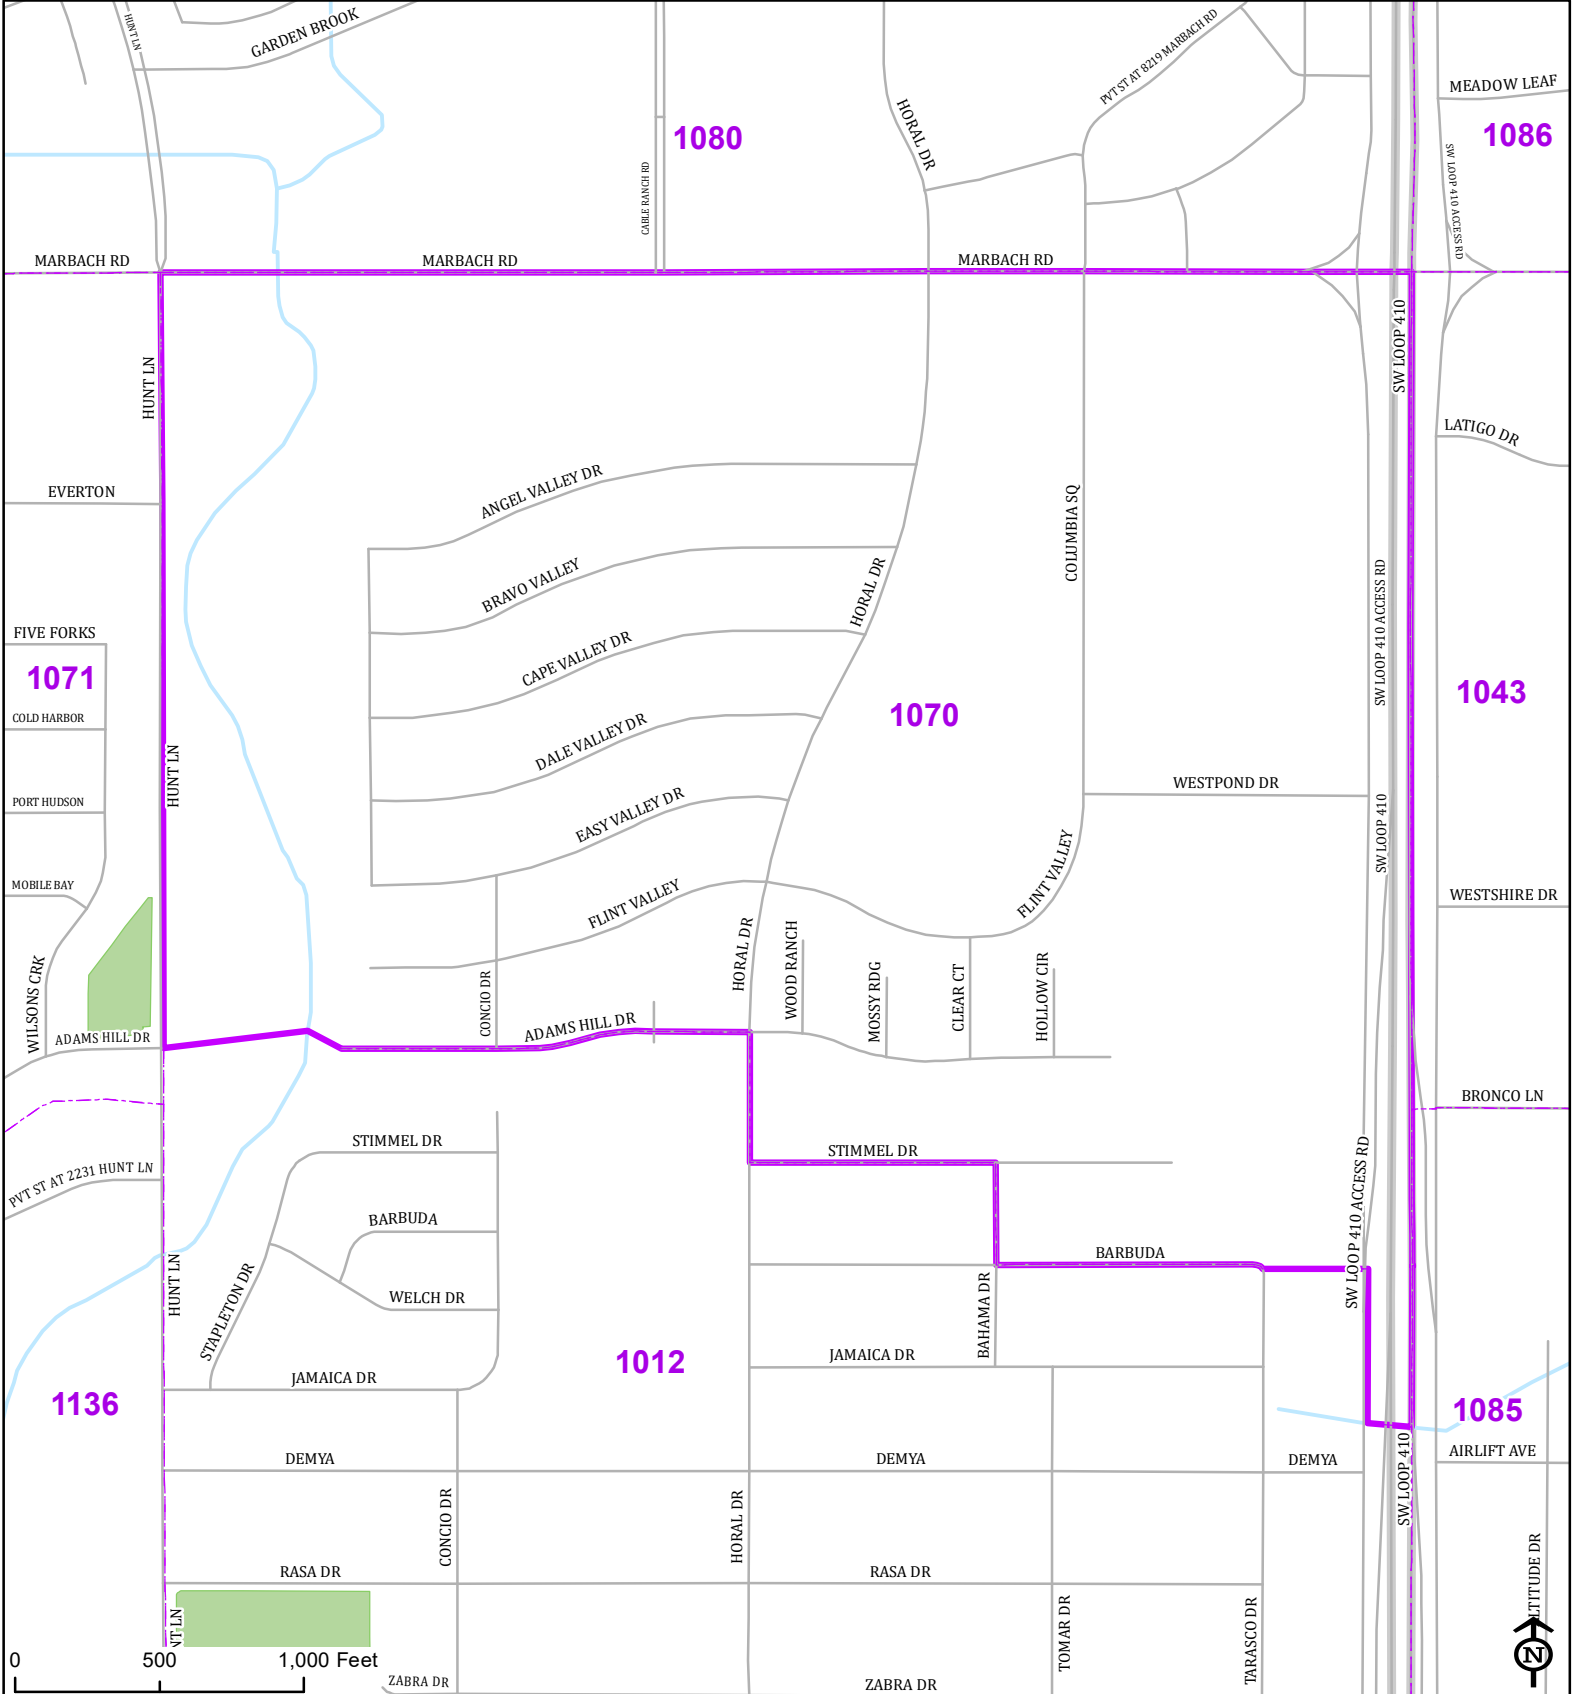 HUNT LN
GARDEN BROOK
PVT ST AT 8219 MARBACH RD
MEADOW LEAF
1080
1086
HORAL DR
CABLE RANCH RD
SW LOOP 410 ACCESS RD
MARBACH RD
MARBACH RD
MARBACH RD
SW LOOP 410
HUNT LN
LATIGO DR
EVERTON
ANGEL VALLEY DR
COLUMBIA SQ
BRAVO VALLEY
HORAL DR
SW LOOP 410 ACCESS RD
FIVE FORKS
1071
CAPE VALLEY DR
1043
COLD HARBOR
1070
DALE VALLEY DR
HUNT LN
WESTPOND DR
PORT HUDSON
EASY VALLEY DR
SW LOOP 410
MOBILE BAY
FLINT VALLEY
FLINT VALLEY
WESTSHIRE DR
HORAL DR
WOOD RANCH
WILSONS CRK
CONCIO DR
MOSSY RDG
CLEAR CT
HOLLOW CIR
ADAMS HILL DR
ADAMS HILL DR
BRONCO LN
STIMMEL DR
STIMMEL DR
PVT ST AT 2231 HUNT LN
SW LOOP 410 ACCESS RD
BARBUDA
BARBUDA
HUNT LN
STAPLETON DR
WELCH DR
BAHAMA DR
1012
JAMAICA DR
JAMAICA DR
1136
1085
DEMYA
DEMYA
DEMYA
AIRLIFT AVE
SW LOOP 410
CONCIO DR
HORAL DR
RASA DR
RASA DR
LTITUDE DR
NT LN
TOMAR DR
TARASCO DR
0 500 1,000 Feet
ZABRA DR
ZABRA DR
N